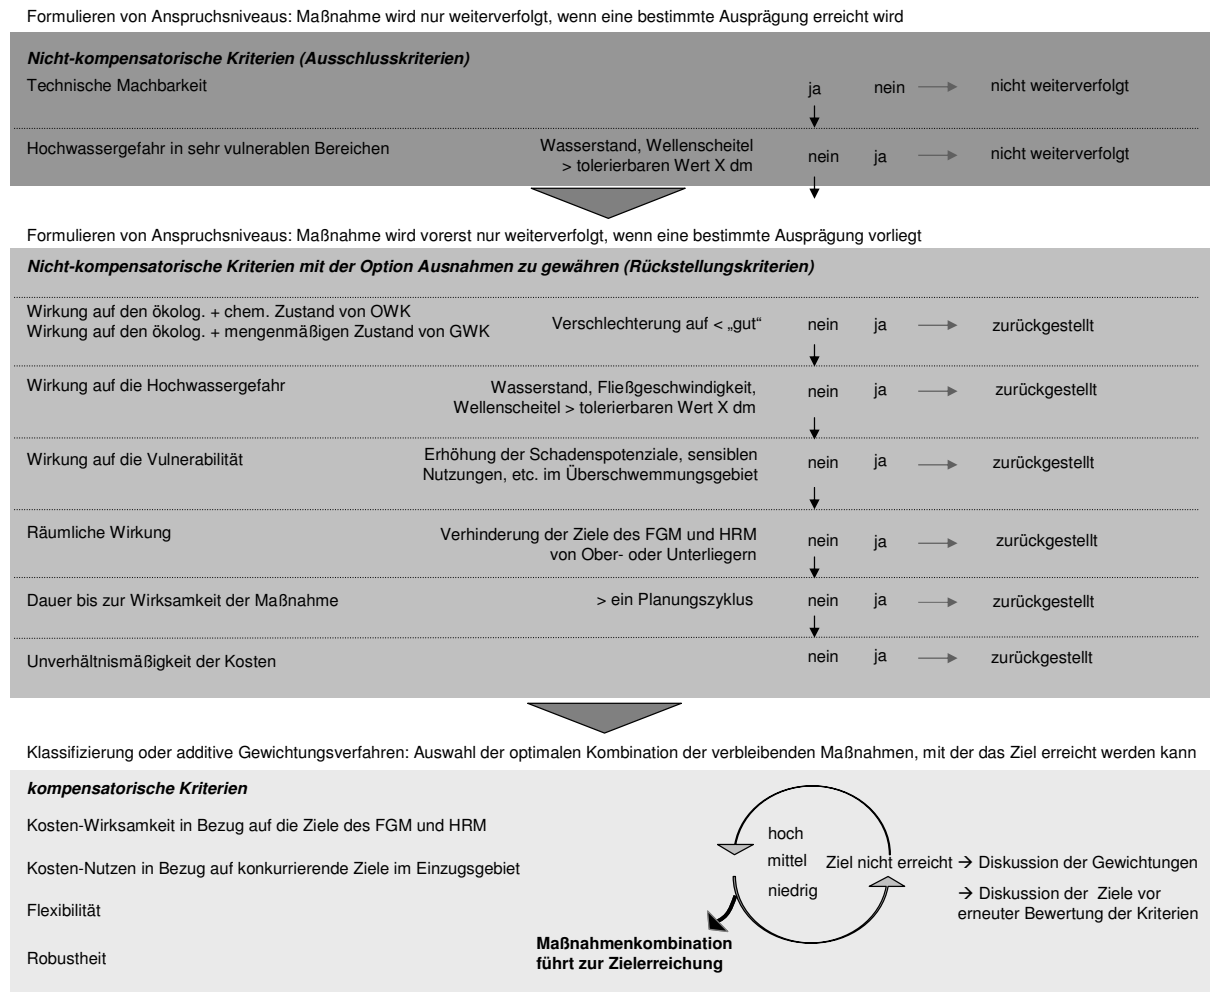 Formulieren von Anspruchsniveaus: Maßnahme wird nur weiterverfolgt, wenn eine bestimmte Ausprägung erreicht wird
Nicht-kompensatorische Kriterien (Ausschlusskriterien)
Technische Machbarkeit
ja nein nicht weiterverfolgt
Hochwassergefahr in sehr vulnerablen Bereichen
Wasserstand, Wellenscheitel
> tolerierbaren Wert X dm
nein ja nicht weiterverfolgt
Formulieren von Anspruchsniveaus: Maßnahme wird vorerst nur weiterverfolgt, wenn eine bestimmte Ausprägung vorliegt
Nicht-kompensatorische Kriterien mit der Option Ausnahmen zu gewähren (Rückstellungskriterien)
Wirkung auf den ökolog. + chem. Zustand von OWK
Wirkung auf den ökolog. + mengenmäßigen Zustand von GWK
Verschlechterung auf < „gut“
nein ja zurückgestellt
Wirkung auf die Hochwassergefahr
Wasserstand, Fließgeschwindigkeit,
Wellenscheitel > tolerierbaren Wert X dm
nein ja zurückgestellt
Wirkung auf die Vulnerabilität
Erhöhung der Schadenspotenziale, sensiblen
Nutzungen, etc. im Überschwemmungsgebiet
nein ja zurückgestellt
Räumliche Wirkung
Verhinderung der Ziele des FGM und HRM
von Ober- oder Unterliegern
nein ja zurückgestellt
Dauer bis zur Wirksamkeit der Maßnahme
> ein Planungszyklus
nein ja zurückgestellt
Unverhältnismäßigkeit der Kosten
nein ja zurückgestellt
Klassifizierung oder additive Gewichtungsverfahren: Auswahl der optimalen Kombination der verbleibenden Maßnahmen, mit der das Ziel erreicht werden kann
kompensatorische Kriterien
Kosten-Wirksamkeit in Bezug auf die Ziele des FGM und HRM
Kosten-Nutzen in Bezug auf konkurrierende Ziele im Einzugsgebiet
Flexibilität
Robustheit
hoch
mittel
niedrig
Ziel nicht erreicht → Diskussion der Gewichtungen
→ Diskussion der Ziele vor
erneuter Bewertung der Kriterien
Maßnahmenkombination
führt zur Zielerreichung